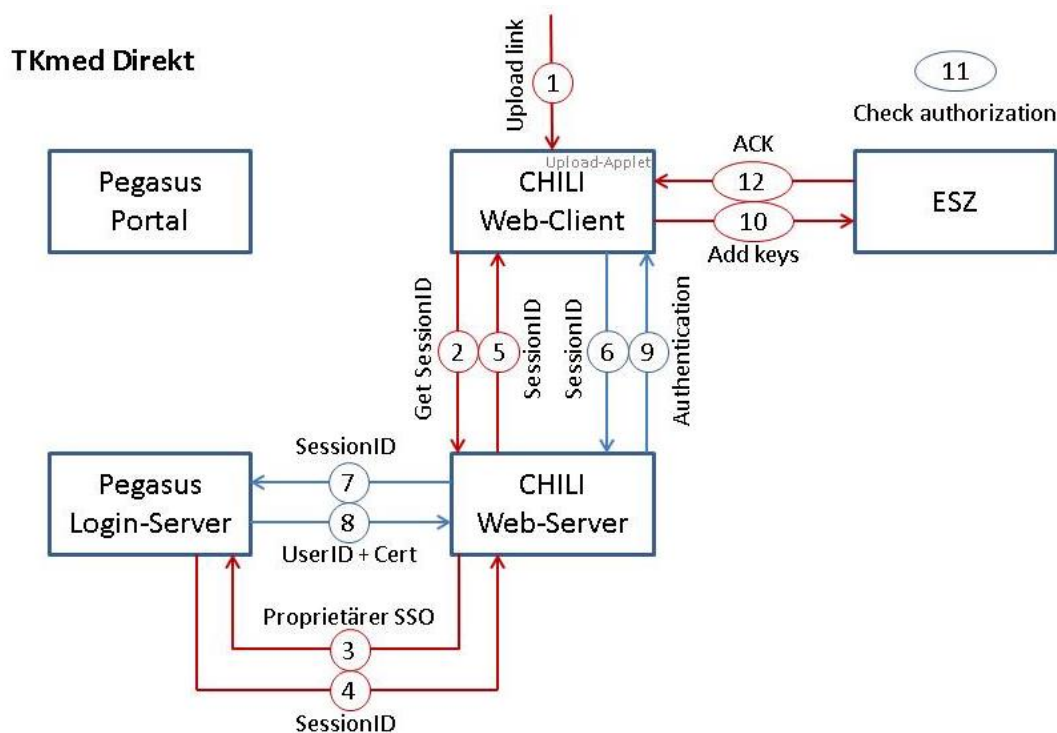 TKmed Direkt
Upload link
1
11
Check authorization
Pegasus
Portal
Upload-Applet
CHILI
Web-Client
ACK
12
10
Add keys
ESZ
Get SessionID
2
5
SessionID
SessionID
6
9
Authentication
SessionID
7
8
UserID + Cert
Pegasus
Login-Server
CHILI
Web-Server
Proprietärer SSO
3
4
SessionID